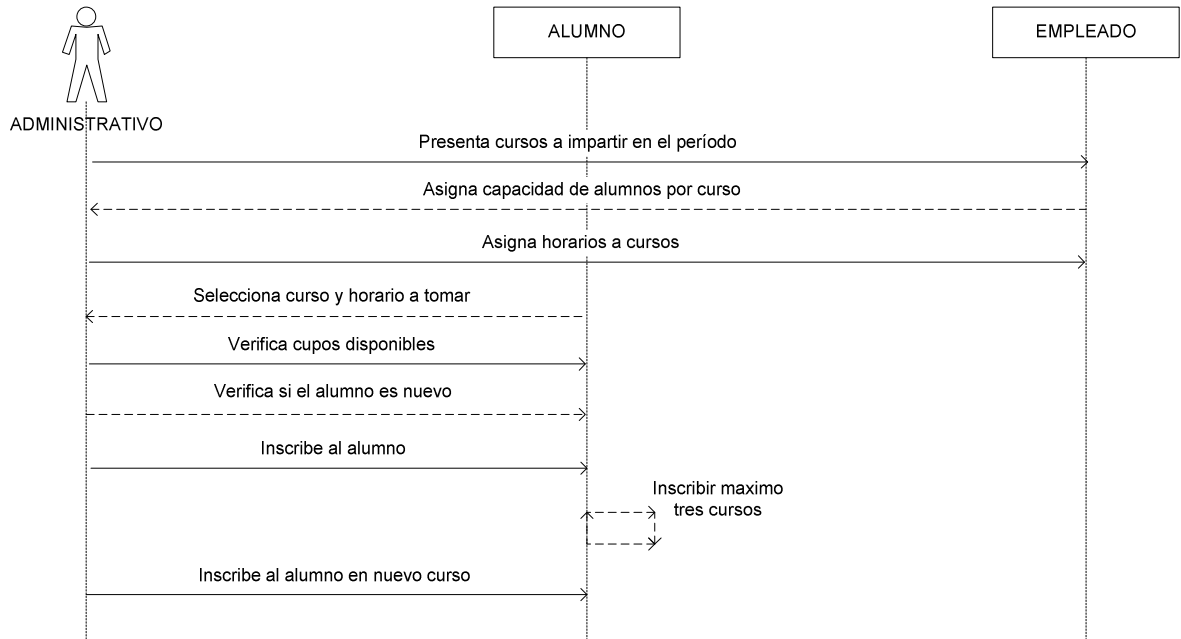 ALUMNO
EMPLEADO
ADMINISTRATIVO
Presenta cursos a impartir en el período
Asigna capacidad de alumnos por curso
Asigna horarios a cursos
Selecciona curso y horario a tomar
Verifica cupos disponibles
Verifica si el alumno es nuevo
Inscribe al alumno
Inscribir maximo
tres cursos
Inscribe al alumno en nuevo curso